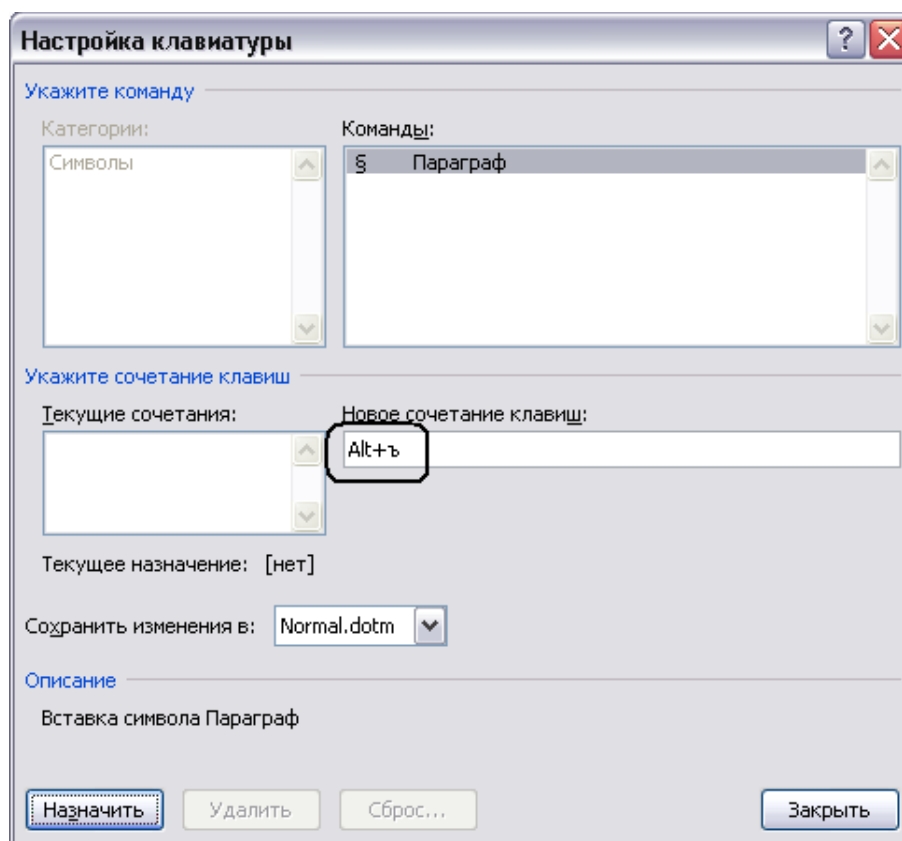 Настройка клавиатуры
Укажите команду
Категории: Команды:
Символы § Параграф
Укажите сочетание клавиш
Текущие сочетания: Новое сочетание клавиш:
Alt+ъ
Текущее назначение: [нет]
Сохранить изменения в: Normal.dotm
Описание
Вставка символа Параграф
Назначить Удалить Сброс... Закрыть